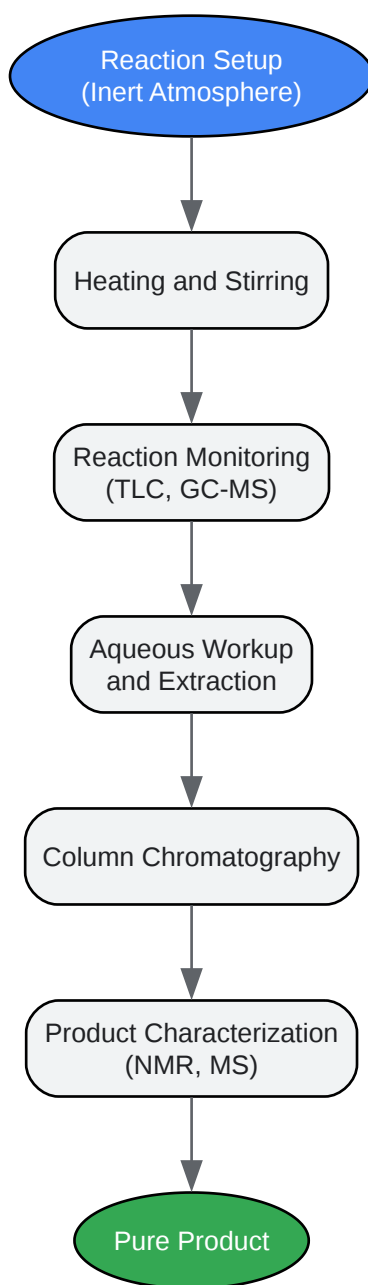 Reaction Setup
(Inert Atmosphere)
Heating and Stirring
Reaction Monitoring
(TLC, GC-MS)
Aqueous Workup
and Extraction
Column Chromatography
Product Characterization
(NMR, MS)
Pure Product